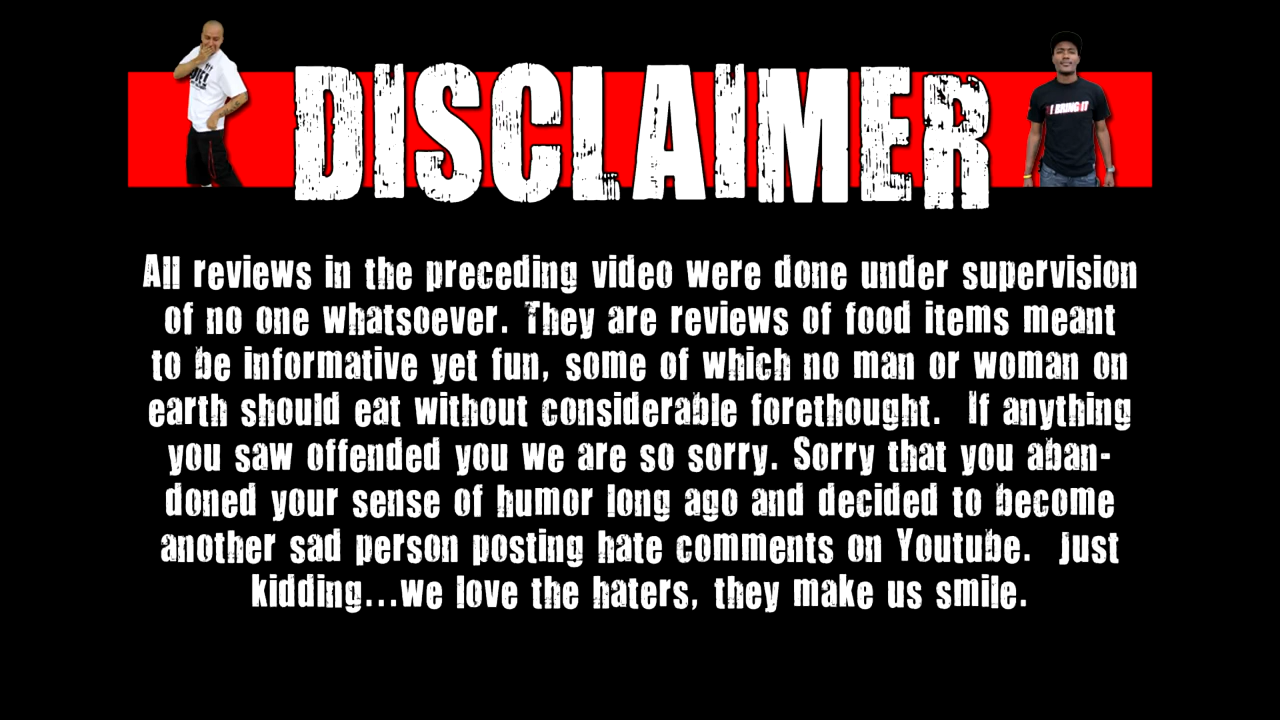 DISCLAIMER
I BRING IT
All reviews in the preceding video were done under supervision
of no one whatsoever. They are reviews of food items meant
to be informative yet fun, some of which no man or woman on
earth should eat without considerable forethought. If anything
you saw offended you we are so sorry. Sorry that you aban-
doned your sense of humor long ago and decided to become
another sad person posting hate comments on Youtube. Just
kidding...we love the haters, they make us smile.